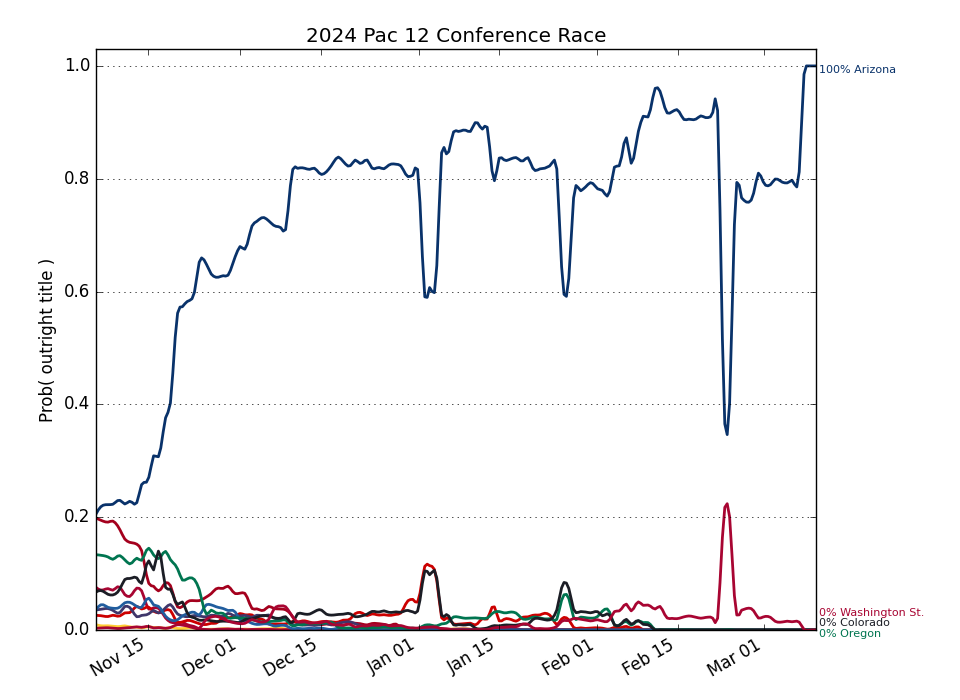 2024 Pac 12 Conference Race
Prob( outright title )
1.0
0.8
0.6
0.4
0.2
0.0
Nov 15
Dec 01
Dec 15
Jan 01
Jan 15
Feb 01
Feb 15
Mar 01
100% Arizona
0% Washington St.
0% Colorado
0% Oregon